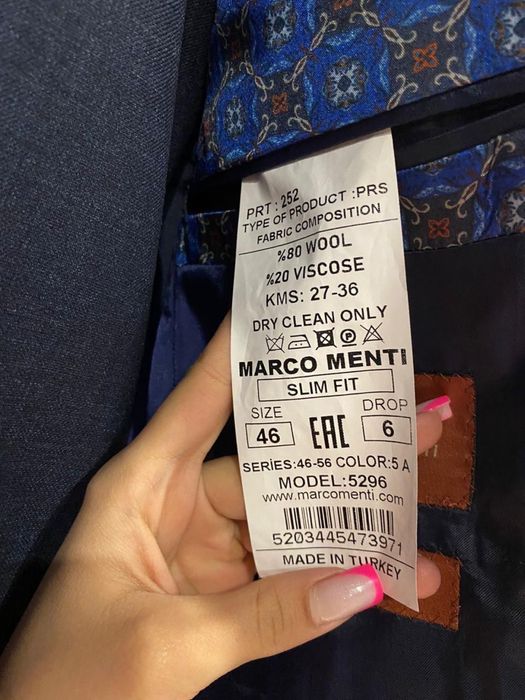 PRT : 252
TYPE OF PRODUCT :PRS
FABRIC COMPOSITION
%80 WOOL
%20 VISCOSE
KMS: 27-36
DRY CLEAN ONLY
MARCO MENTI
SLIM FIT
SIZE DROP
46 EAC 6
SERIES:46-56 COLOR:5 A
MODEL:5296
www.marcomenti.com
5203445473971
MADE IN TURKEY